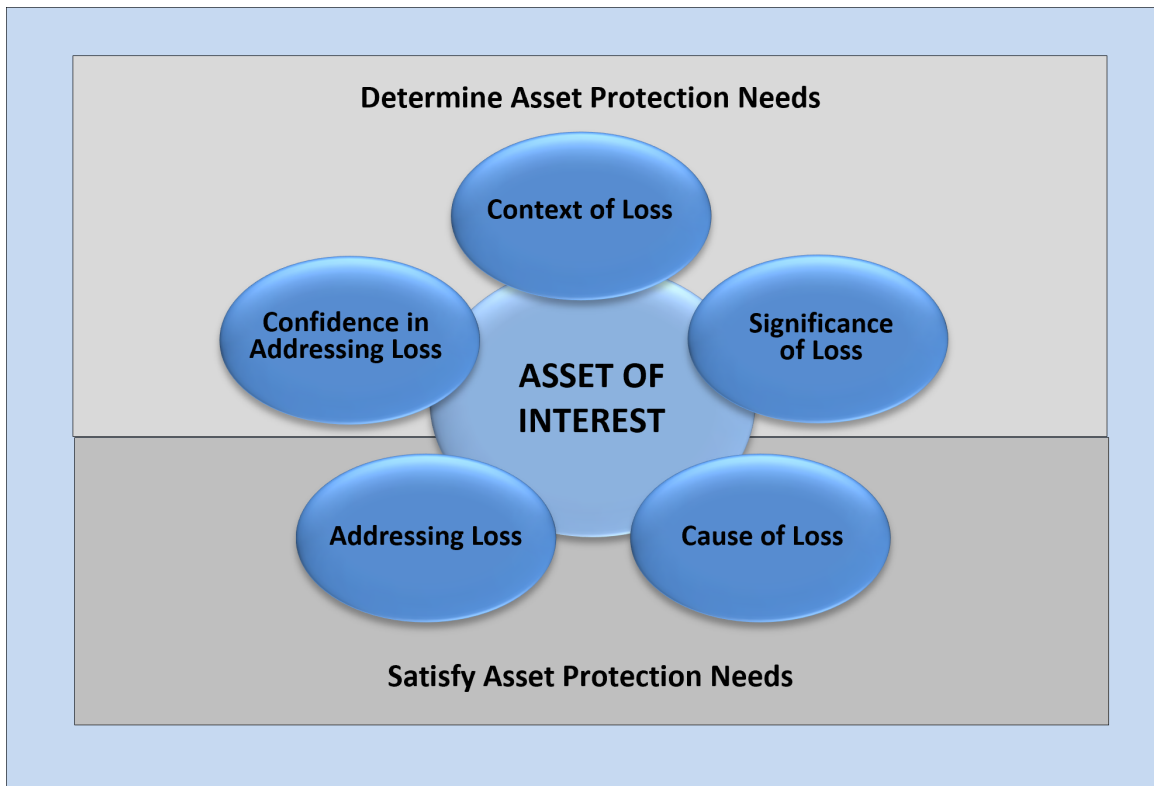 Determine Asset Protection Needs
Context of Loss
Confidence in
Addressing Loss
Significance
of Loss
ASSET OF
INTEREST
Addressing Loss
Cause of Loss
Satisfy Asset Protection Needs